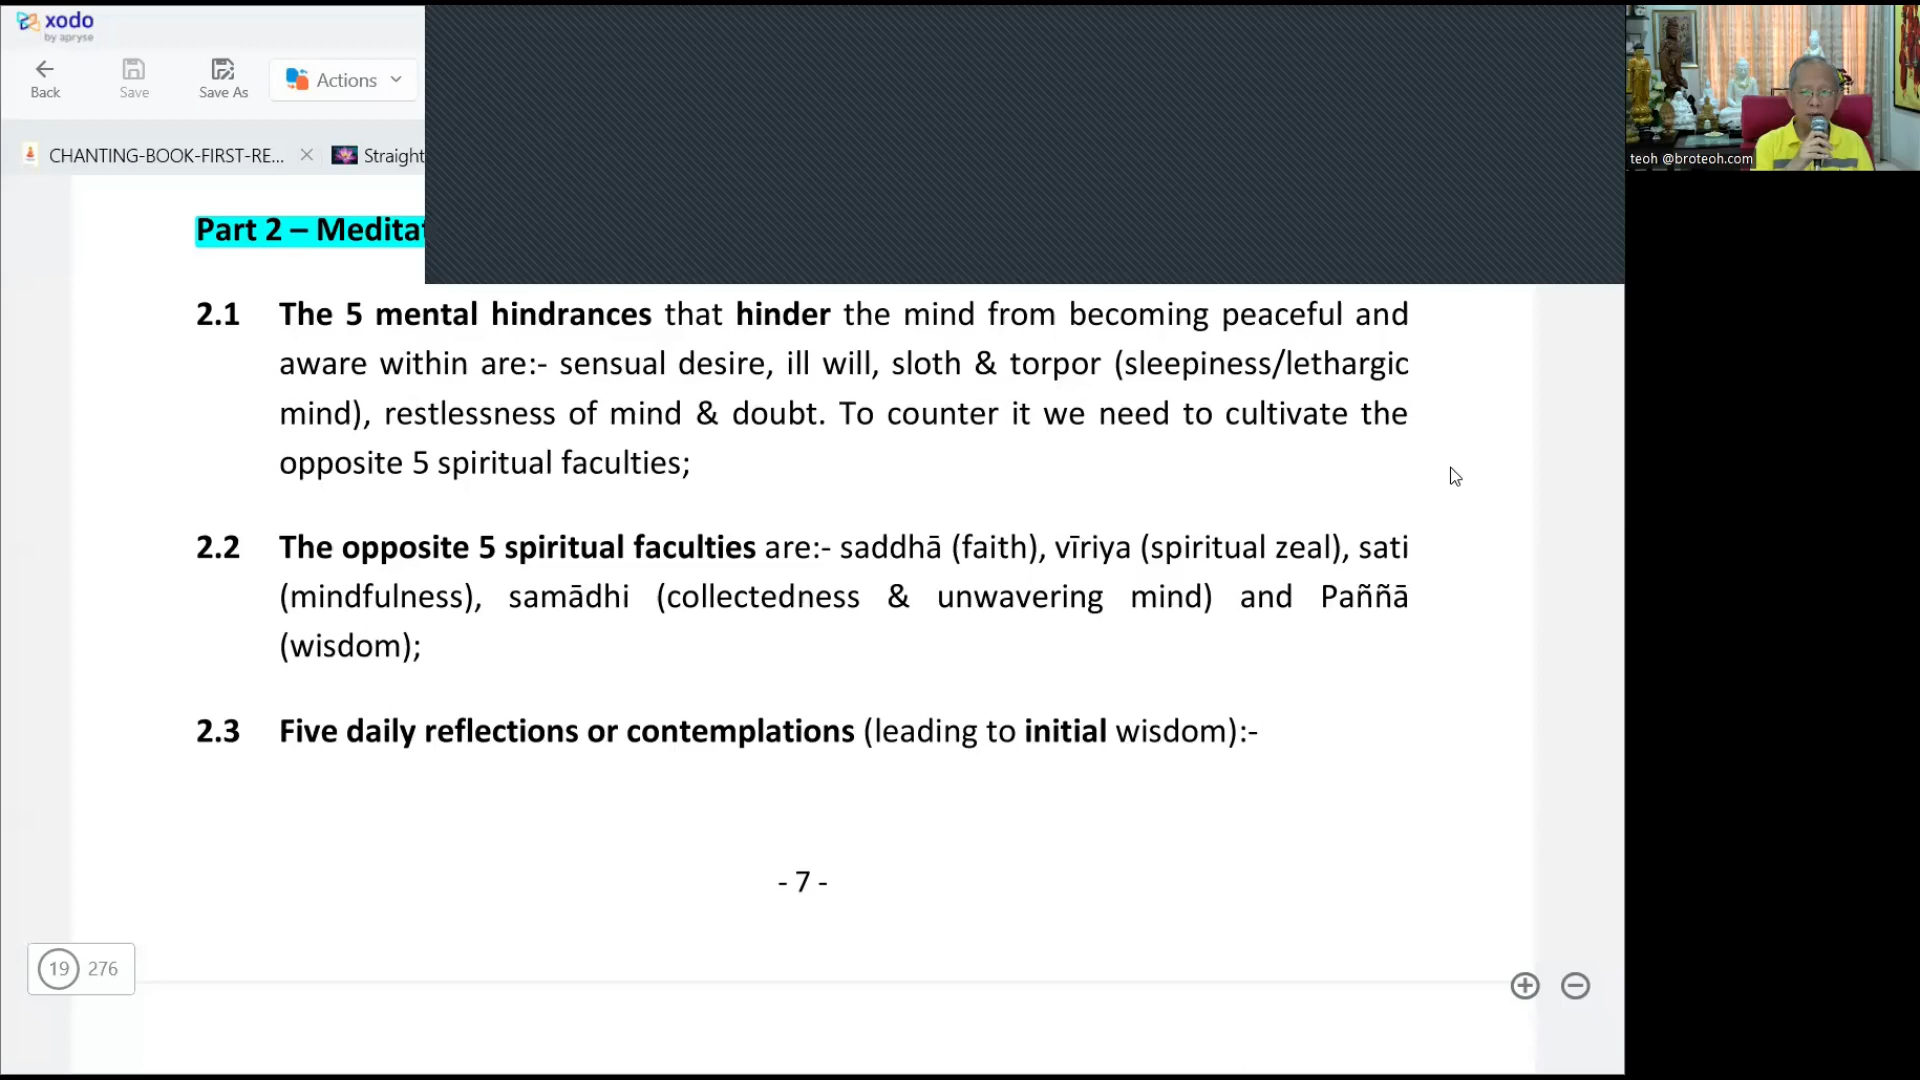 xodo
by apryse
Back
Save
Save As
Actions
CHANTING-BOOK-FIRST-RE...
Straight
teoh @broteoh.com
Part 2 –
2.1 The 5 mental hindrances that hinder the mind from becoming peaceful and
aware within are:- sensual desire, ill will, sloth & torpor (sleepiness/lethargic
mind), restlessness of mind & doubt. To counter it we need to cultivate the
opposite 5 spiritual faculties;
2.2 The opposite 5 spiritual faculties are:- saddhā (faith), vīriya (spiritual zeal), sati
(mindfulness), samādhi (collectedness & unwavering mind) and Paññā
(wisdom);
2.3 Five daily reflections or contemplations (leading to initial wisdom):-
- 7 -
19 276